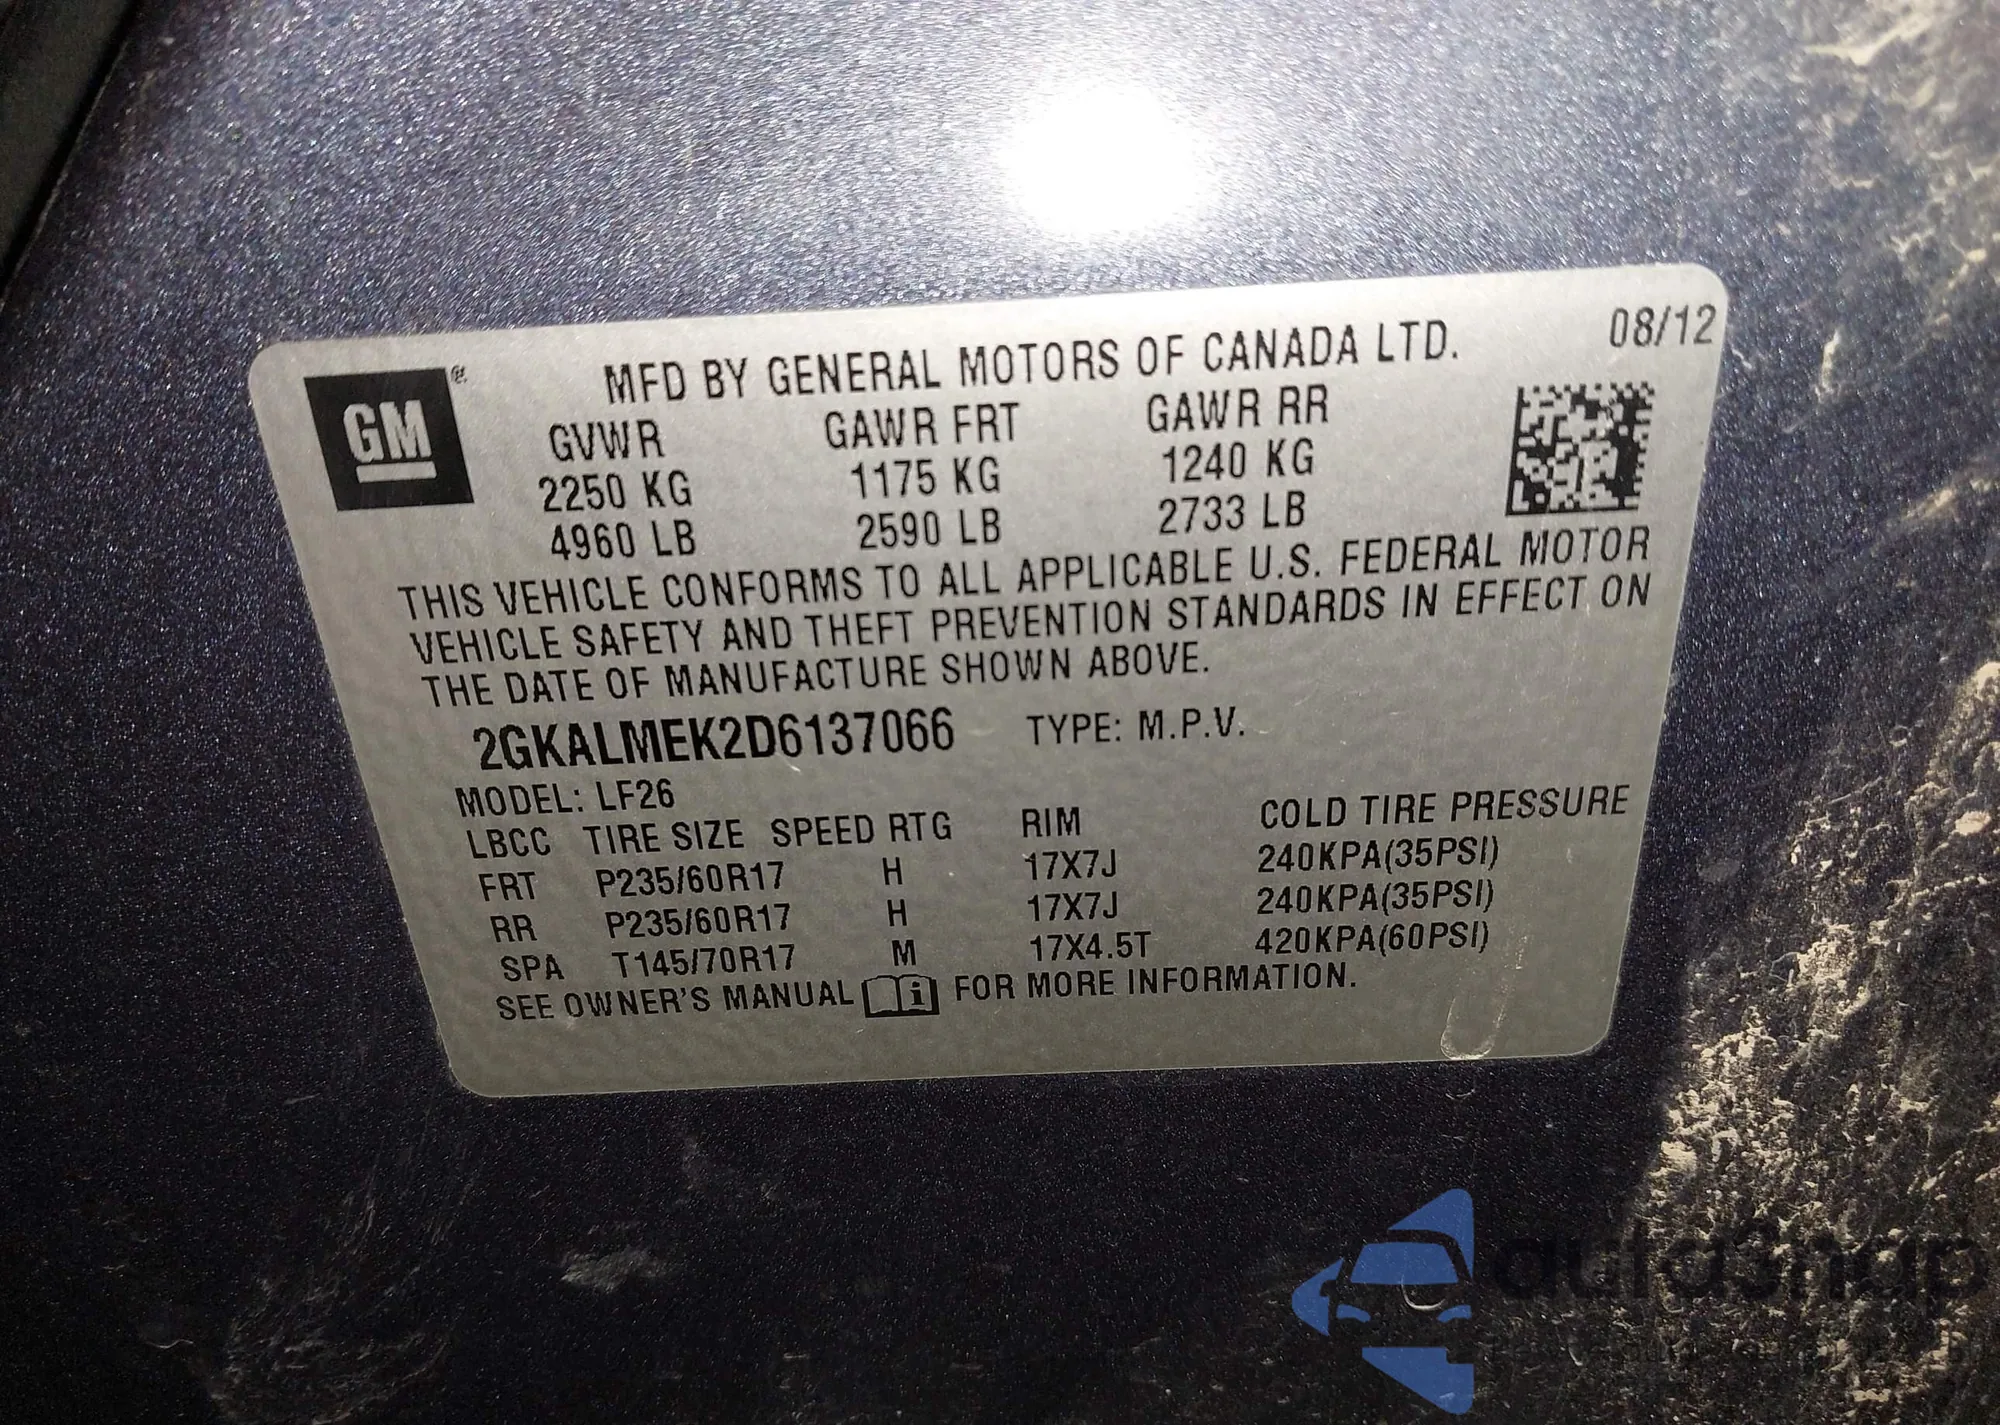 MFD BY GENERAL MOTORS OF CANADA LTD. 08/12
GM
GVWR GAWR FRT GAWR RR
2250 KG 1175 KG 1240 KG
4960 LB 2590 LB 2733 LB
THIS VEHICLE CONFORMS TO ALL APPLICABLE U.S. FEDERAL MOTOR
VEHICLE SAFETY AND THEFT PREVENTION STANDARDS IN EFFECT ON
THE DATE OF MANUFACTURE SHOWN ABOVE.
2GKALMEK2D6137066 TYPE: M.P.V.
MODEL: LF26
LBCC TIRE SIZE SPEED RTG RIM COLD TIRE PRESSURE
FRT P235/60R17 H 17X7J 240KPA(35PSI)
RR P235/60R17 H 17X7J 240KPA(35PSI)
SPA T145/70R17 M 17X4.5T 420KPA(60PSI)
SEE OWNER'S MANUAL FOR MORE INFORMATION.
auto3nap